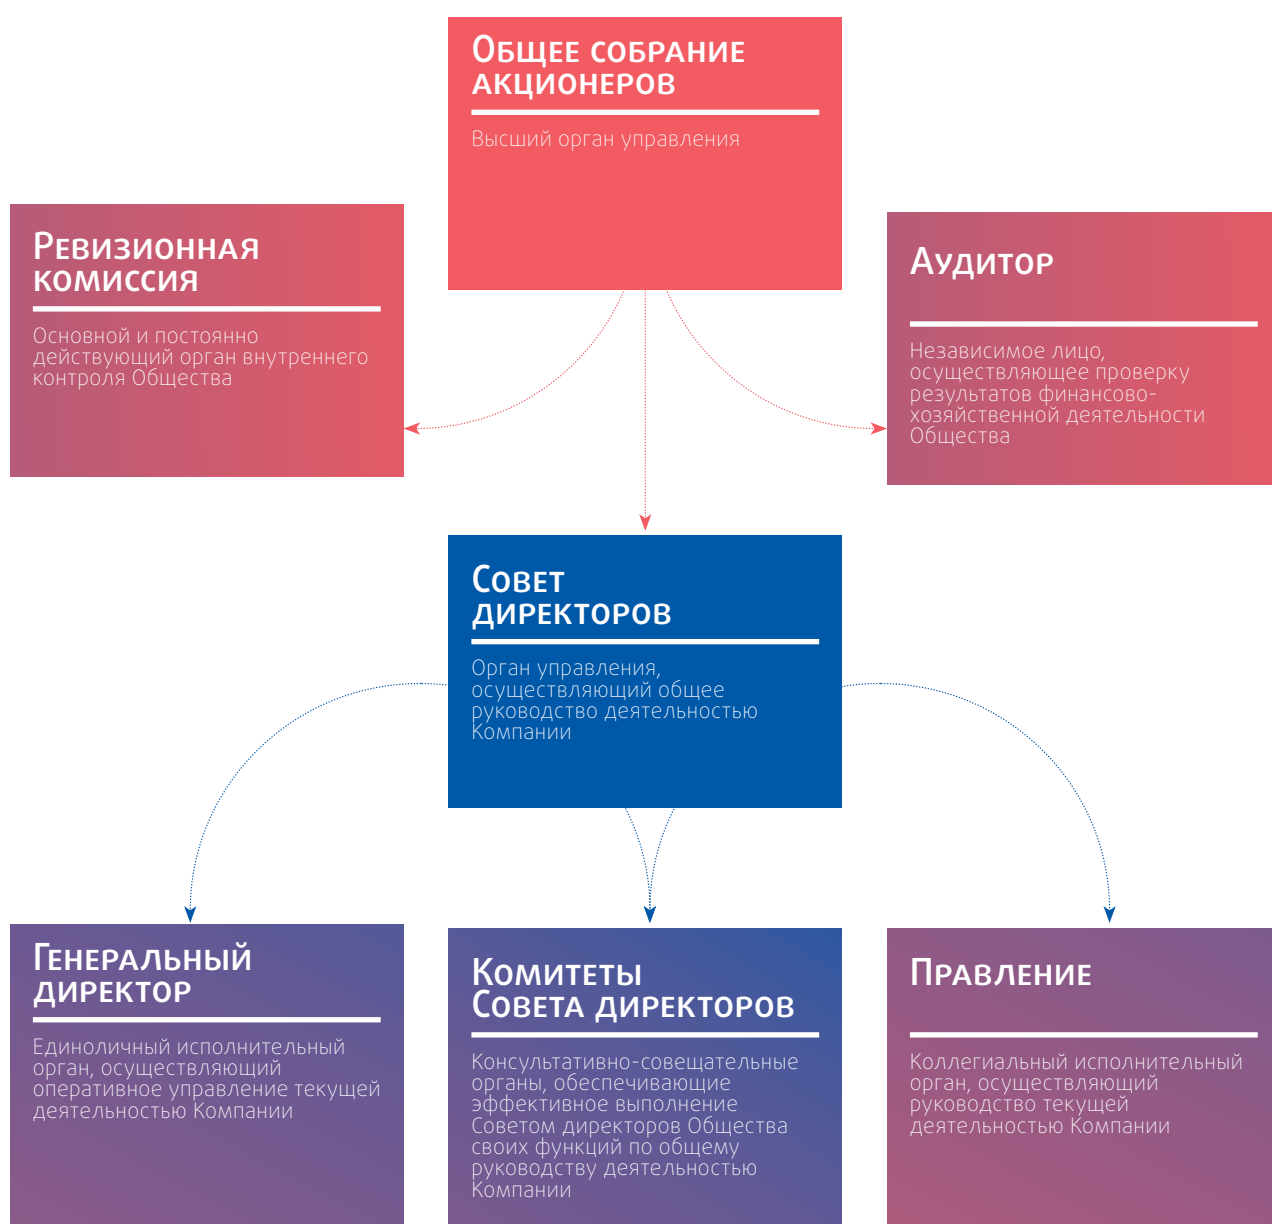 Общее собрание
акционеров
Высший орган управления
Ревизионная
комиссия
Основной и постоянно
действующий орган внутреннего
контроля Общества
Аудитор
Независимое лицо,
осуществляющее проверку
результатов финансово-
хозяйственной деятельности
Общества
Совет
директоров
Орган управления,
осуществляющий общее
руководство деятельностью
Компании
Генеральный
директор
Единоличный исполнительный
орган, осуществляющий
оперативное управление текущей
деятельностью Компании
Комитеты
Совета директоров
Консультативно-совещательные
органы, обеспечивающие
эффективное выполнение
Советом директоров Общества
своих функций по общему
руководству деятельностью
Компании
Правление
Коллегиальный исполнительный
орган, осуществляющий
руководство текущей
деятельностью Компании